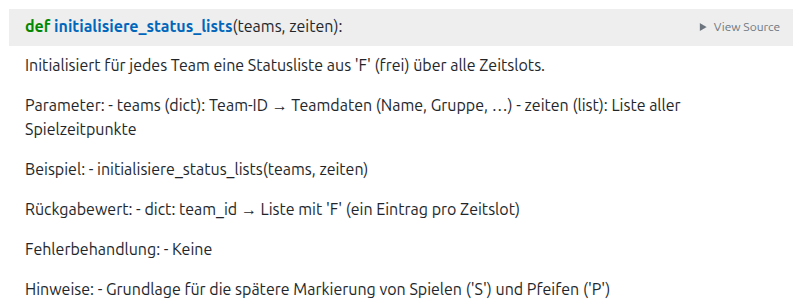 def initialisiere_status_lists(teams, zeiten):
▶ View Source
Initialisiert für jedes Team eine Statusliste aus 'F' (frei) über alle Zeitslots.
Parameter: - teams (dict): Team-ID → Teamdaten (Name, Gruppe, …) - zeiten (list): Liste aller
Spielzeitpunkte
Beispiel: - initialisiere_status_lists(teams, zeiten)
Rückgabewert: - dict: team_id → Liste mit 'F' (ein Eintrag pro Zeitslot)
Fehlerbehandlung: - Keine
Hinweise: - Grundlage für die spätere Markierung von Spielen ('S') und Pfeifen ('P')